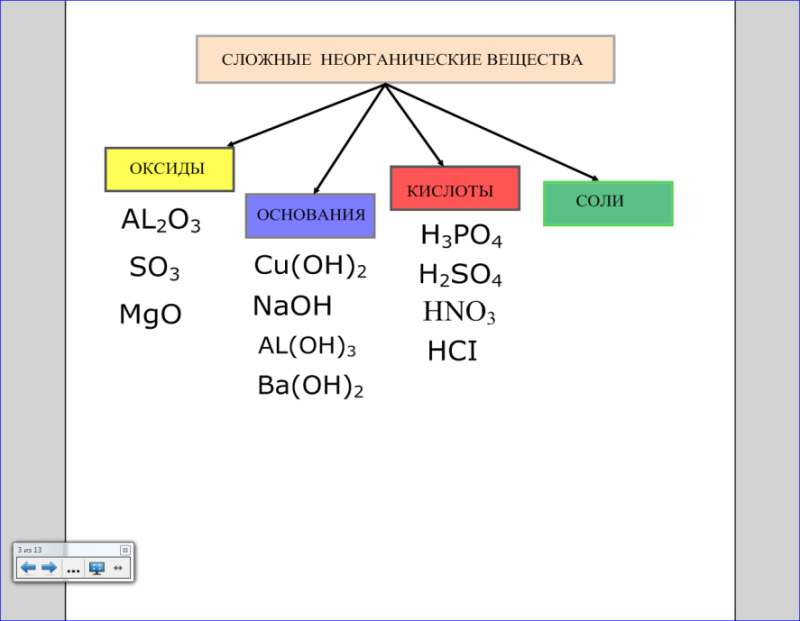 СЛОЖНЫЕ НЕОРГАНИЧЕСКИЕ ВЕЩЕСТВА
ОКСИДЫ
AL₂O₃
SO₃
MgO
ОСНОВАНИЯ
Cu(OH)₂
NaOH
AL(OH)₃
Ba(OH)₂
КИСЛОТЫ
H₃PO₄
H₂SO₄
HNO₃
HCI
СОЛИ
3 из 13
...